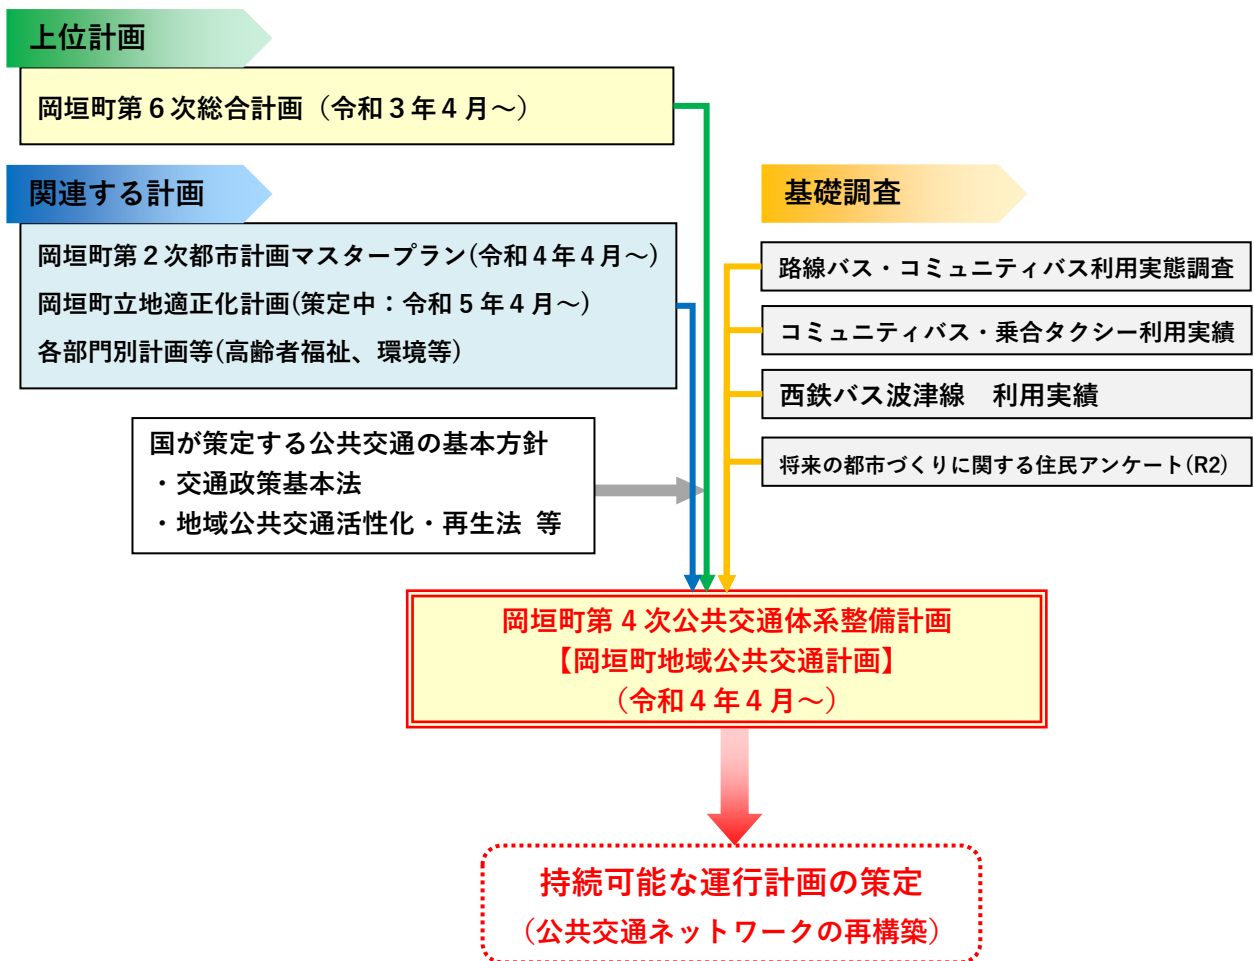 上位計画
岡垣町第６次総合計画（令和３年４月～）
関連する計画
岡垣町第２次都市計画マスタープラン(令和４年４月～)
岡垣町立地適正化計画(策定中：令和５年４月～)
各部門別計画等(高齢者福祉、環境等)
基礎調査
路線バス・コミュニティバス利用実態調査
コミュニティバス・乗合タクシー利用実績
西鉄バス波津線　利用実績
将来の都市づくりに関する住民アンケート(R2)
国が策定する公共交通の基本方針
・交通政策基本法
・地域公共交通活性化・再生法 等
岡垣町第４次公共交通体系整備計画
【岡垣町地域公共交通計画】
（令和４年４月～）
持続可能な運行計画の策定
（公共交通ネットワークの再構築）